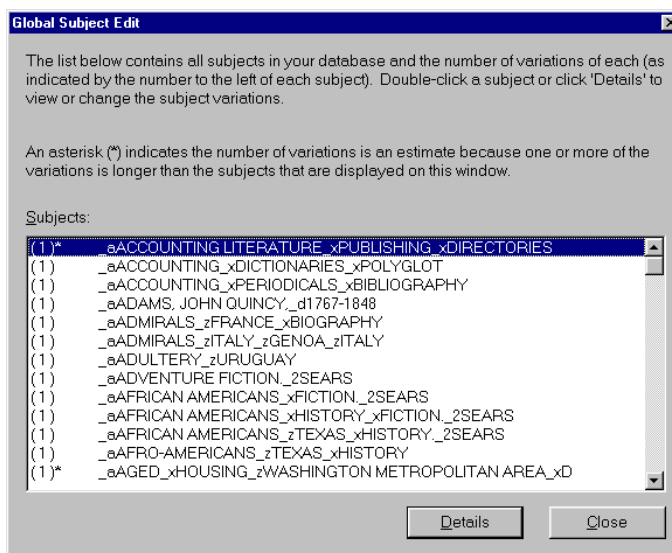 Global Subject Edit
The list below contains all subjects in your database and the number of variations of each (as
indicated by the number to the left of each subject). Double-click a subject or click 'Details' to
view or change the subject variations.
An asterisk (*) indicates the number of variations is an estimate because one or more of the
variations is longer than the subjects that are displayed on this window.
Subjects:
(1)* _aACCOUNTING LITERATURE_xPUBLISHING_xDIRECTORIES
(1) _aACCOUNTING_xDICTIONARIES_xPOLYGLOT
(1) _aACCOUNTING_xPERIODICALS_xBIBLIOGRAPHY
(1) _aADAMS, JOHN QUINCY,_d1767-1848
(1) _aADMIRALS_zFRANCE_xBIOGRAPHY
(1) _aADMIRALS_zITALY_zGENOA_zITALY
(1) _aADULTERY_zURUGUAY
(1) _aADVENTURE FICTION._2SEARS
(1) _aAFRICAN AMERICANS_xFICTION._2SEARS
(1) _aAFRICAN AMERICANS_xHISTORY_xFICTION._2SEARS
(1) _aAFRICAN AMERICANS_zTEXAS_xHISTORY._2SEARS
(1) _aAFRO-AMERICANS_zTEXAS_xHISTORY
(1)* _aAGED_xHOUSING_zWASHINGTON METROPOLITAN AREA_xD
Details Close